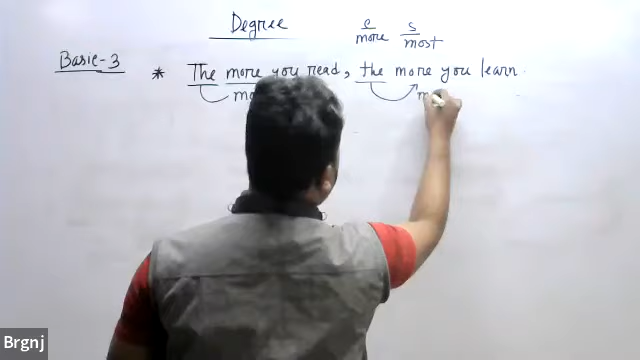 Degree
e s
more most
Basic-3 * The more you read, the more you learn.
Brgnj